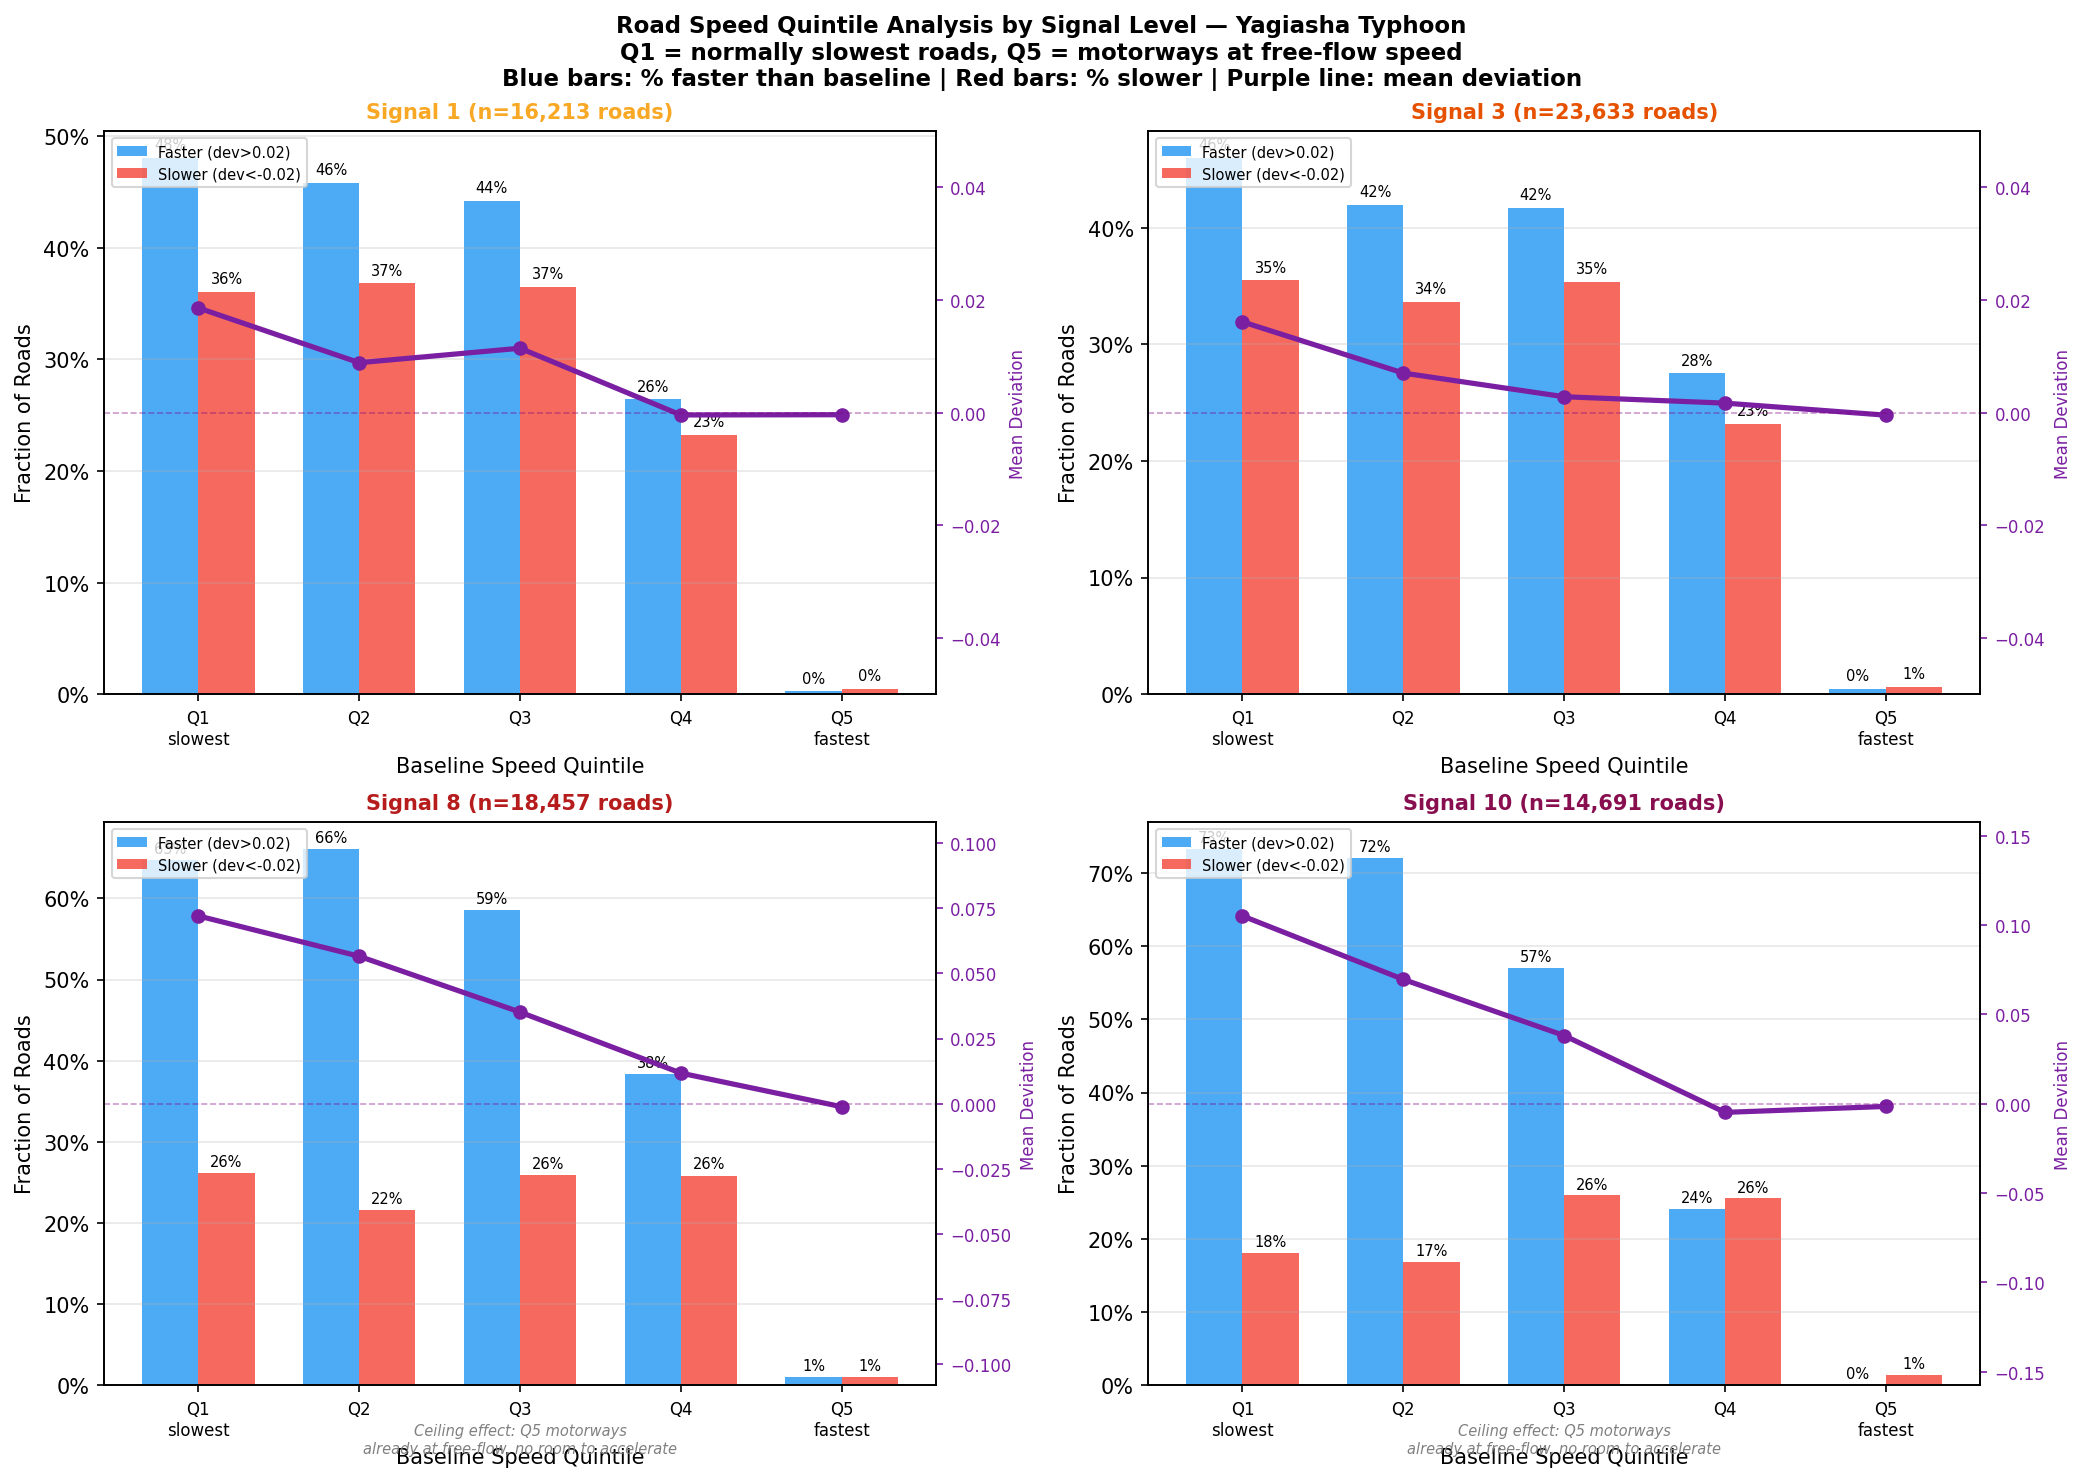 Road Speed Quintile Analysis by Signal Level — Yagiasha Typhoon
Q1 = normally slowest roads, Q5 = motorways at free-flow speed
Blue bars: % faster than baseline | Red bars: % slower | Purple line: mean deviation
Signal 1 (n=16,213 roads)
Faster (dev>0.02)
Slower (dev<-0.02)
48%
36%
46%
37%
44%
37%
26%
23%
0%
0%
50%
40%
30%
20%
10%
0%
Fraction of Roads
0.04
0.02
0.00
−0.02
−0.04
Mean Deviation
Q1
slowest
Q2
Q3
Q4
Q5
fastest
Baseline Speed Quintile
Signal 3 (n=23,633 roads)
Faster (dev>0.02)
Slower (dev<-0.02)
46%
35%
42%
34%
42%
35%
28%
23%
0%
1%
40%
30%
20%
10%
0%
Fraction of Roads
0.04
0.02
0.00
−0.02
−0.04
Mean Deviation
Q1
slowest
Q2
Q3
Q4
Q5
fastest
Baseline Speed Quintile
Signal 8 (n=18,457 roads)
Faster (dev>0.02)
Slower (dev<-0.02)
65%
26%
66%
22%
59%
26%
38%
26%
1%
1%
60%
50%
40%
30%
20%
10%
0%
Fraction of Roads
0.100
0.075
0.050
0.025
0.000
−0.025
−0.050
−0.075
−0.100
Mean Deviation
Q1
slowest
Q2
Q3
Q4
Q5
fastest
Ceiling effect: Q5 motorways
already at free-flow, no room to accelerate
Baseline Speed Quintile
Signal 10 (n=14,691 roads)
Faster (dev>0.02)
Slower (dev<-0.02)
73%
18%
72%
17%
57%
26%
24%
26%
0%
1%
70%
60%
50%
40%
30%
20%
10%
0%
Fraction of Roads
0.15
0.10
0.05
0.00
−0.05
−0.10
−0.15
Mean Deviation
Q1
slowest
Q2
Q3
Q4
Q5
fastest
Ceiling effect: Q5 motorways
already at free-flow, no room to accelerate
Baseline Speed Quintile